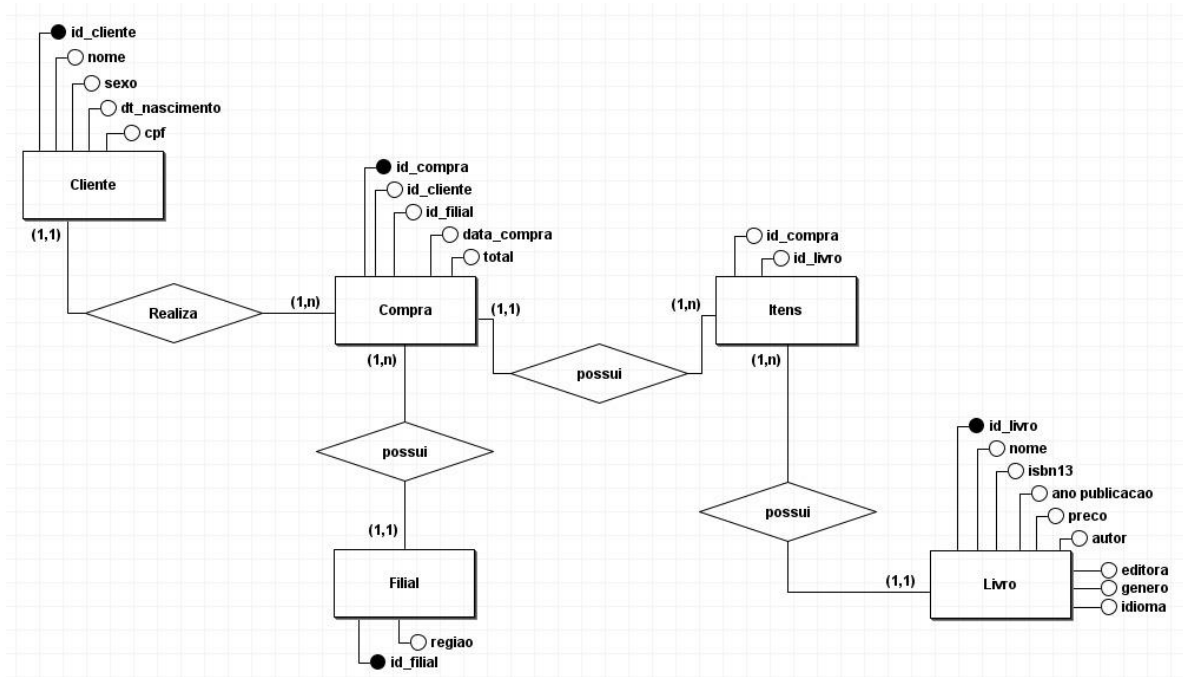 id_cliente
nome
sexo
dt_nascimento
cpf
Cliente
(1,1)
Realiza
(1,n)
id_compra
id_cliente
id_filial
data_compra
total
Compra
(1,1)
(1,n)
possui
(1,n)
id_compra
id_livro
Itens
(1,n)
possui
(1,1)
Filial
regiao
id_filial
possui
(1,1)
id_livro
nome
isbn13
ano publicacao
preco
autor
Livro
editora
genero
idioma